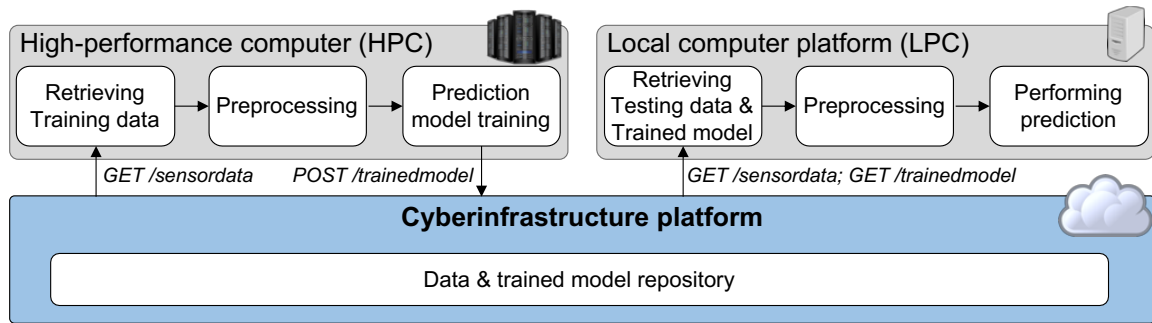 High-performance computer (HPC)
Retrieving
Training data
Preprocessing
Prediction
model training
Local computer platform (LPC)
Retrieving
Testing data &
Trained model
Preprocessing
Performing
prediction
GET /sensordata
POST /trainedmodel
GET /sensordata; GET /trainedmodel
Cyberinfrastructure platform
Data & trained model repository